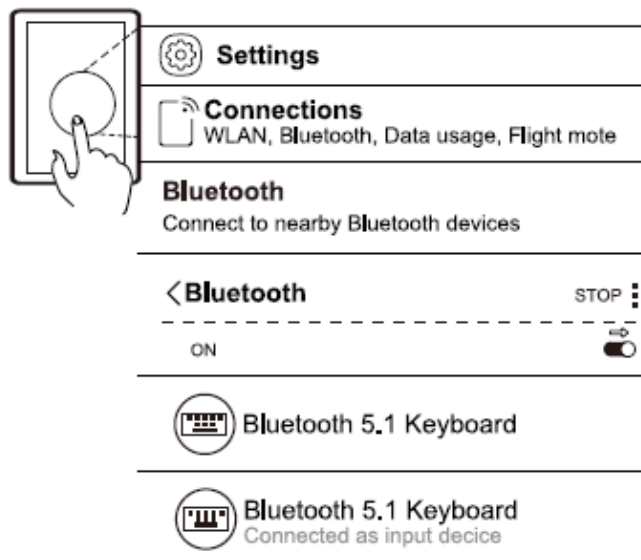 Settings
Connections
WLAN, Bluetooth, Data usage, Flight mote
Bluetooth
Connect to nearby Bluetooth devices
<Bluetooth STOP
ON
Bluetooth 5.1 Keyboard
Bluetooth 5.1 Keyboard
Connected as input decice